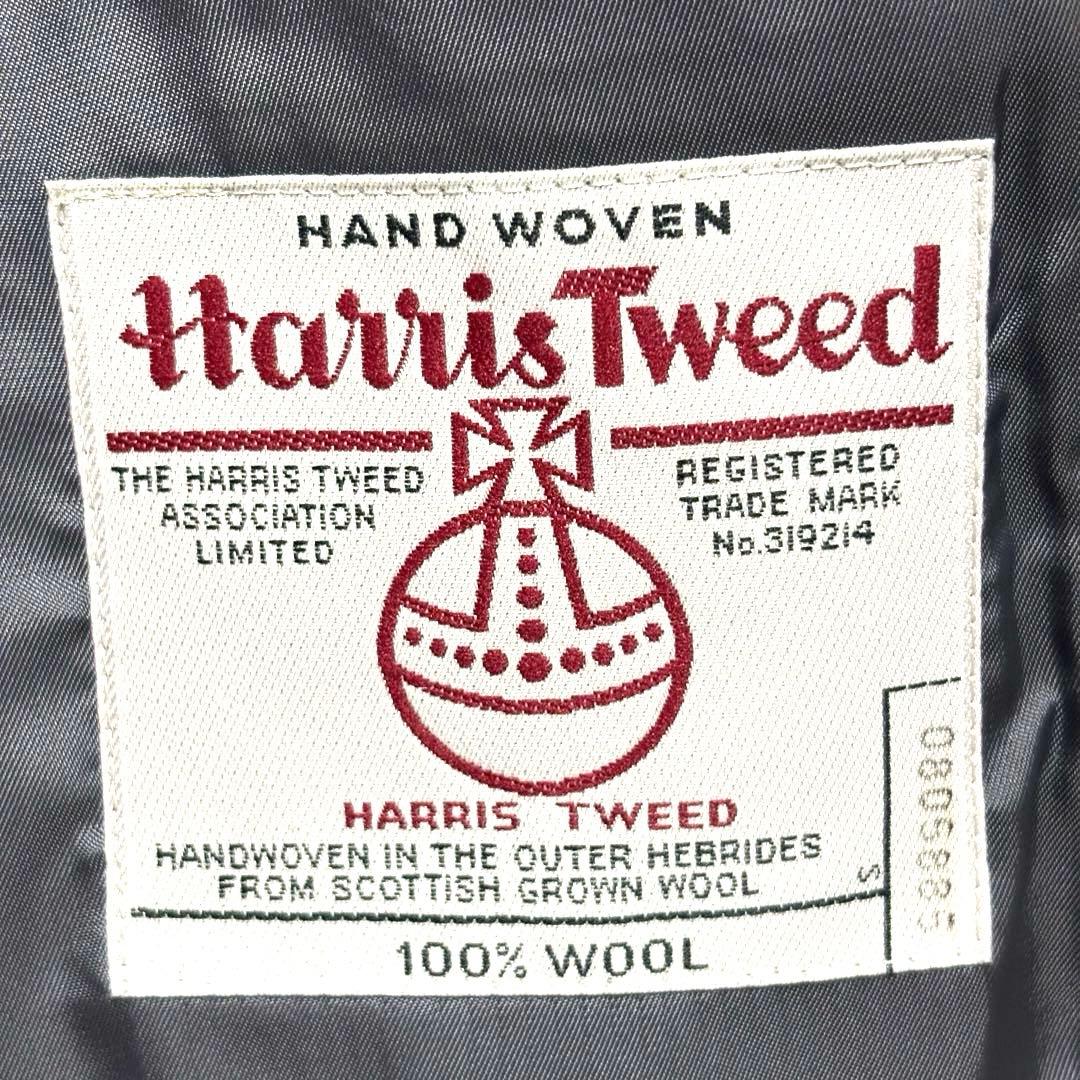 HAND WOVEN
Harris Tweed
THE HARRIS TWEED
ASSOCIATION
LIMITED
REGISTERED
TRADE MARK
No.319214
HARRIS TWEED
HANDWOVEN IN THE OUTER HEBRIDES
FROM SCOTTISH GROWN WOOL
S
100% WOOL